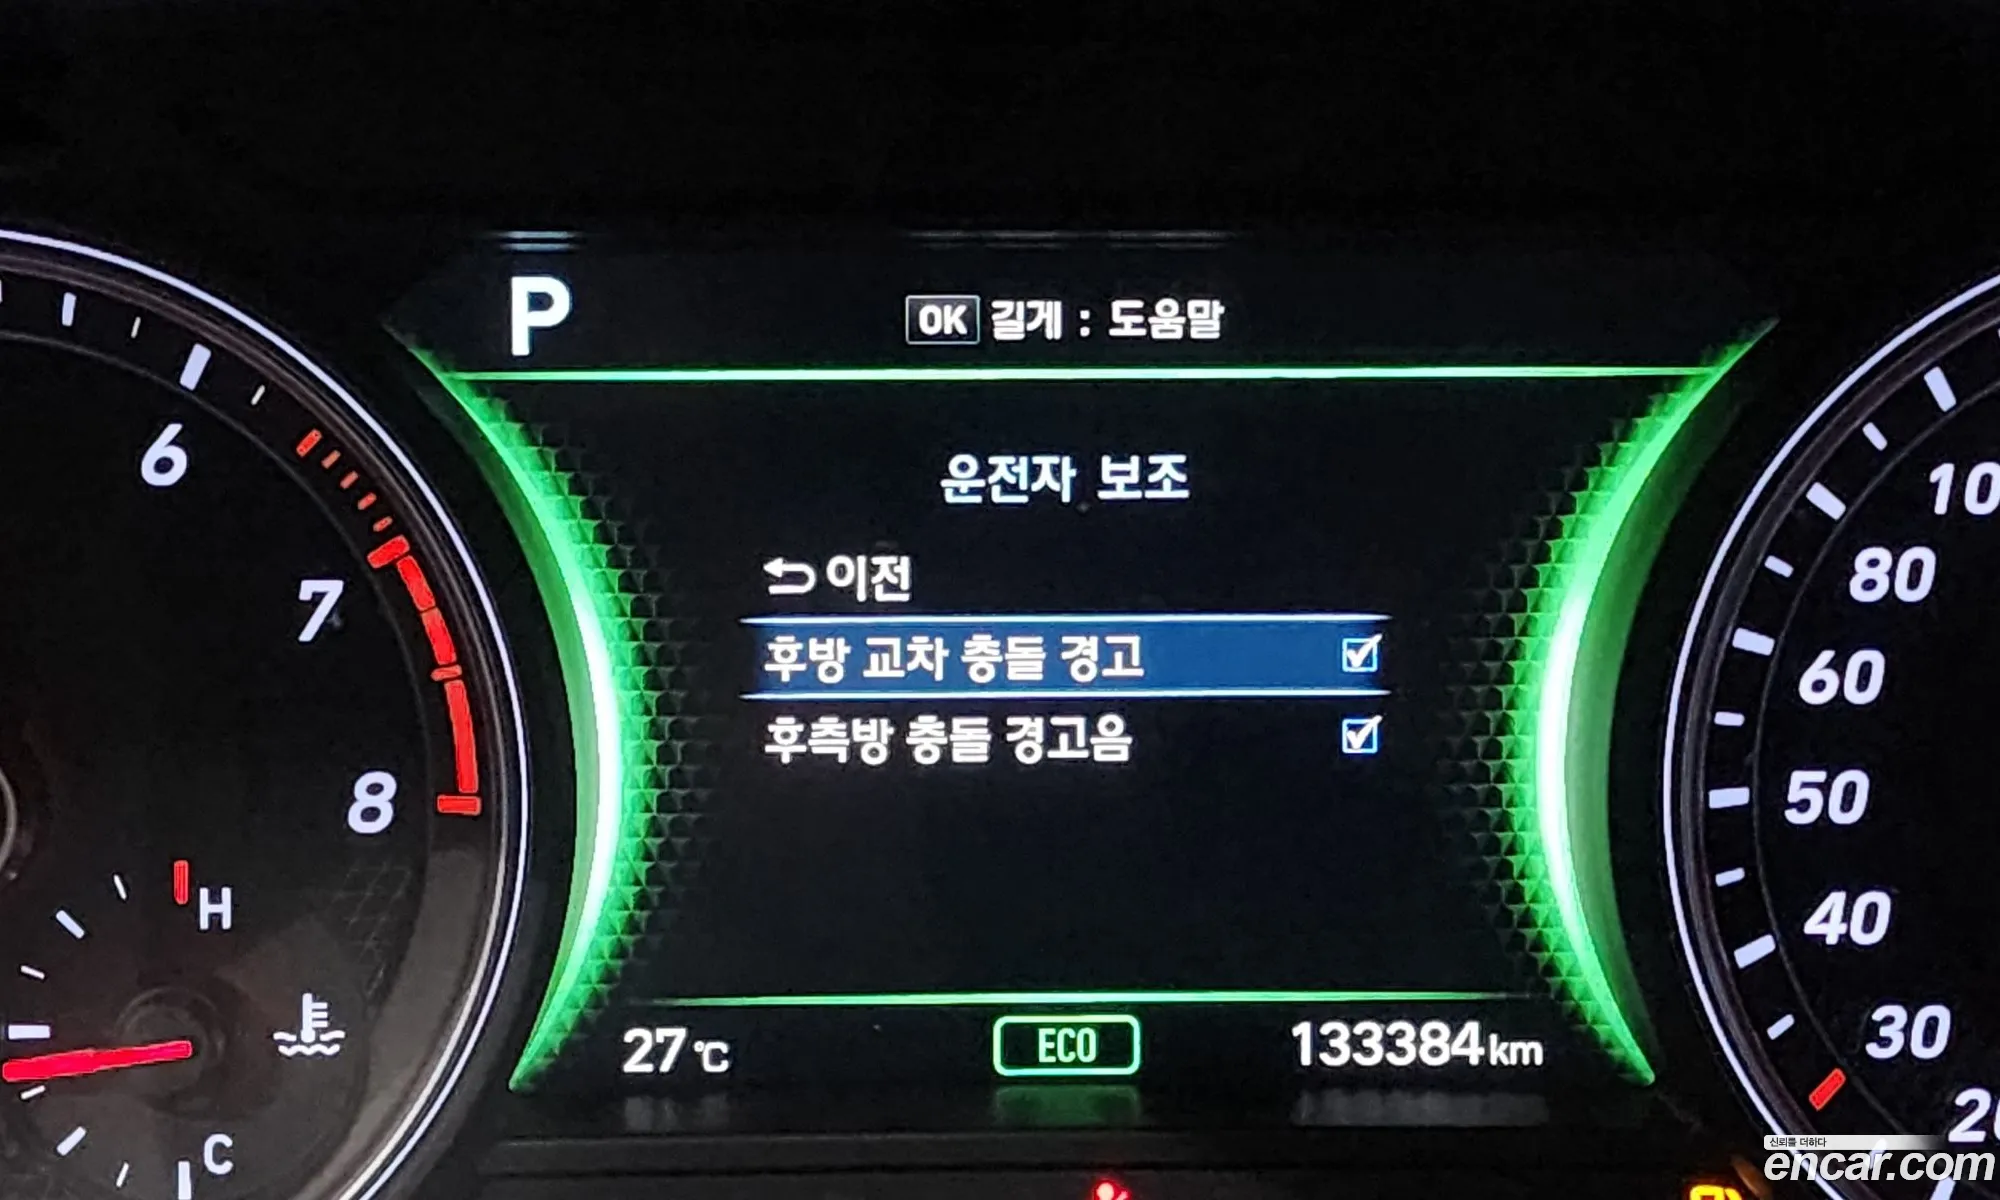 P
OK 길게 : 도움말
운전자 보조
이전
후방 교차 충돌 경고
후측방 충돌 경고음
27℃
ECO
133384km
6
7
8
H
C
80
60
50
40
30
신뢰를 더하다
encar.com